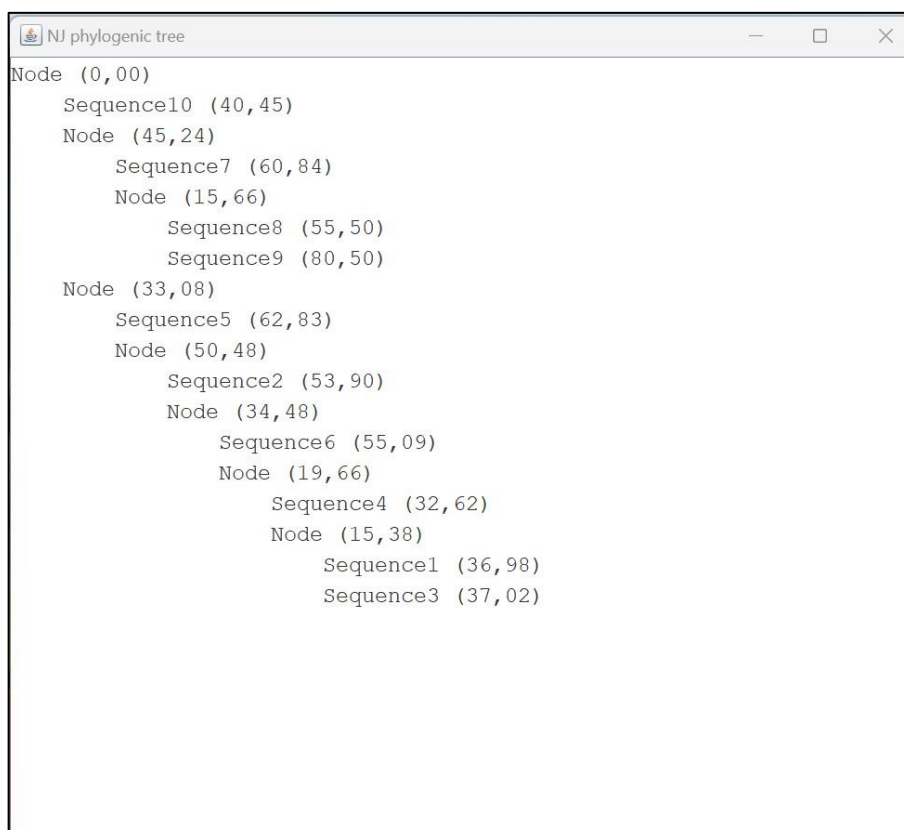 NJ phylogenic tree
Node (0,00)
Sequence10 (40,45)
Node (45,24)
Sequence7 (60,84)
Node (15,66)
Sequence8 (55,50)
Sequence9 (80,50)
Node (33,08)
Sequence5 (62,83)
Node (50,48)
Sequence2 (53,90)
Node (34,48)
Sequence6 (55,09)
Node (19,66)
Sequence4 (32,62)
Node (15,38)
Sequence1 (36,98)
Sequence3 (37,02)